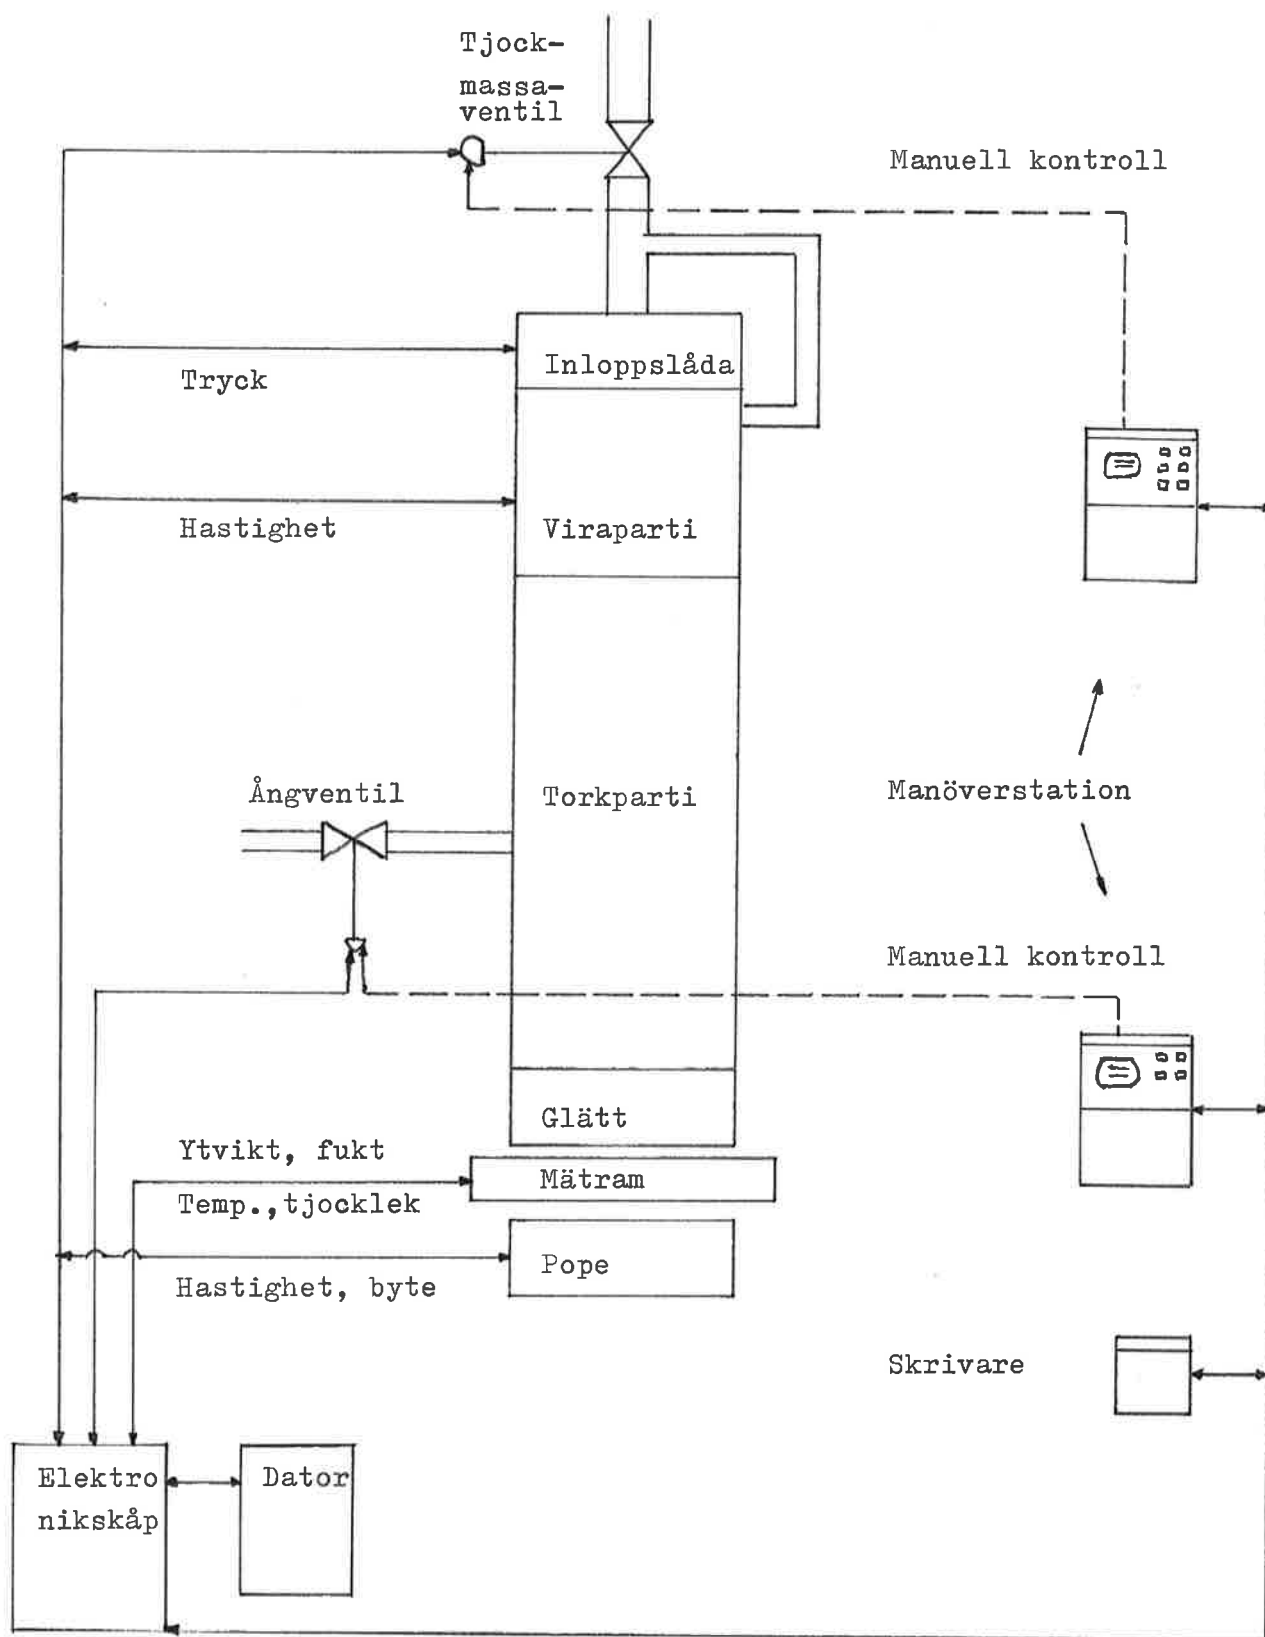 Tjock-
massa-
ventil
Manuell kontroll
Inloppslåda
Tryck
Hastighet
Viraparti
Ångventil
Torkparti
Manöverstation
Manuell kontroll
Glätt
Ytvikt, fukt
Mätram
Temp.,tjocklek
Pope
Hastighet, byte
Skrivare
Elektro
nikskåp
Dator